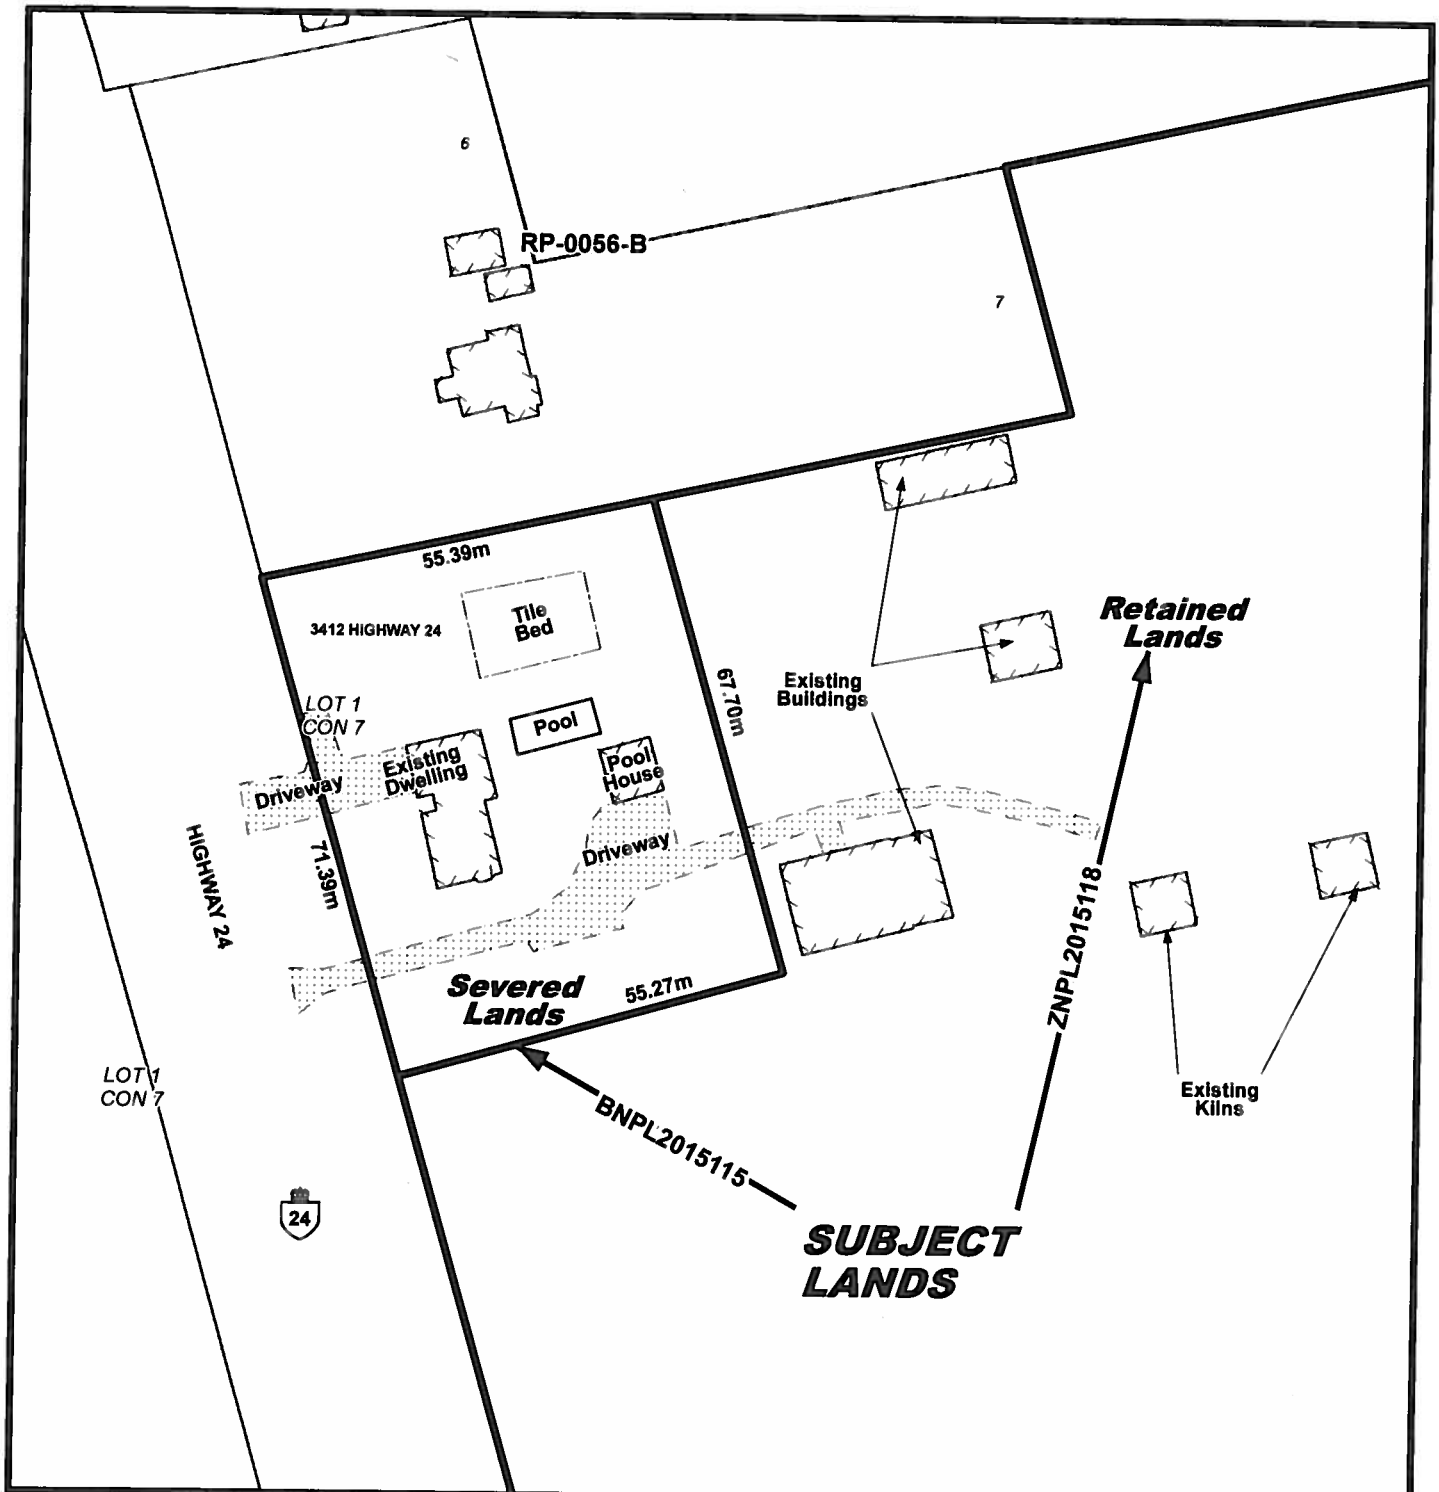 6
RP-0056-B
7
55.39m
3412 HIGHWAY 24
Tile
Bed
Retained
Lands
67.70m
Existing
Buildings
LOT 1
CON 7
Pool
Existing
Dwelling
Pool
House
Driveway
Driveway
71.39m
HIGHWAY 24
ZNPL2015118
Severed
Lands
55.27m
LOT 1
CON 7
Existing
Kilns
BNPL2015115
24
SUBJECT
LANDS